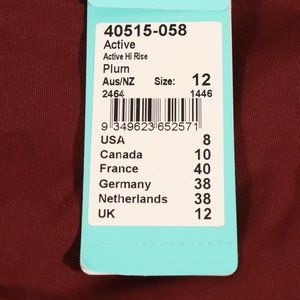 40515-058
Active
Active Hi Rise
Plum
Aus/NZ Size: 12
2464 1446
9 349623 652571
USA 8
Canada 10
France 40
Germany 38
Netherlands 38
UK 12